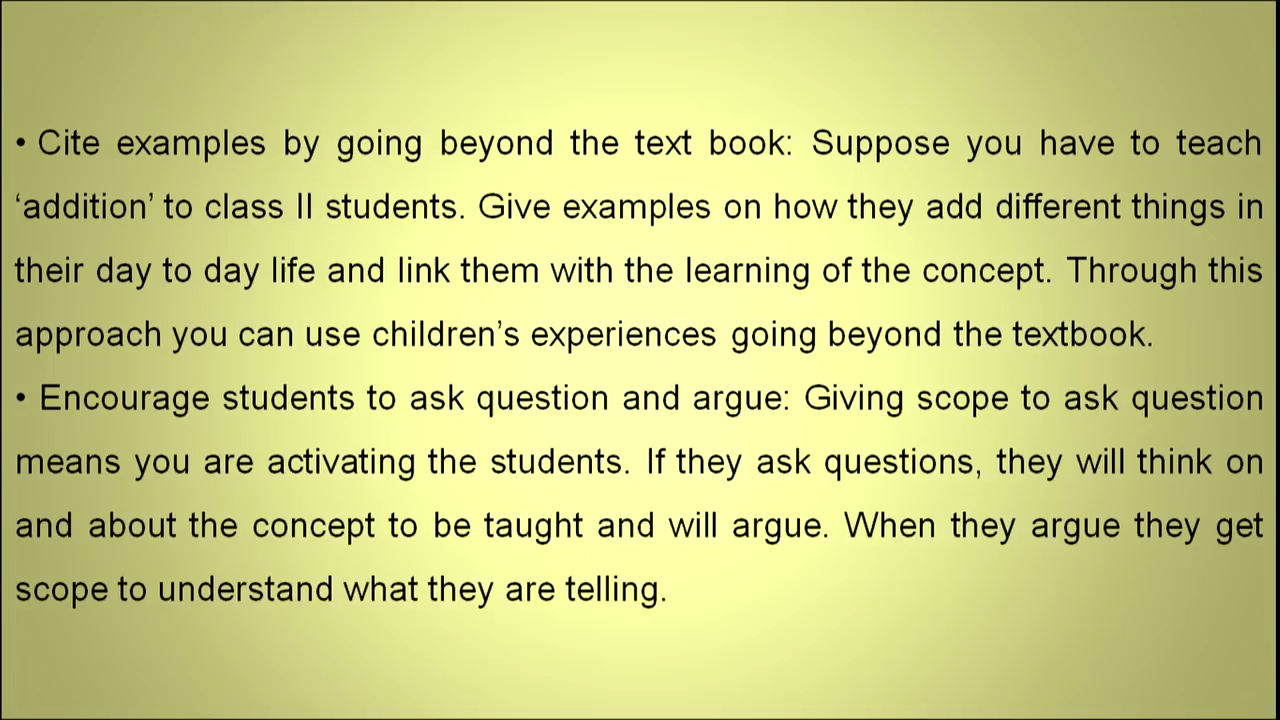 • Cite examples by going beyond the text book: Suppose you have to teach
‘addition’ to class II students. Give examples on how they add different things in
their day to day life and link them with the learning of the concept. Through this
approach you can use children’s experiences going beyond the textbook.
• Encourage students to ask question and argue: Giving scope to ask question
means you are activating the students. If they ask questions, they will think on
and about the concept to be taught and will argue. When they argue they get
scope to understand what they are telling.